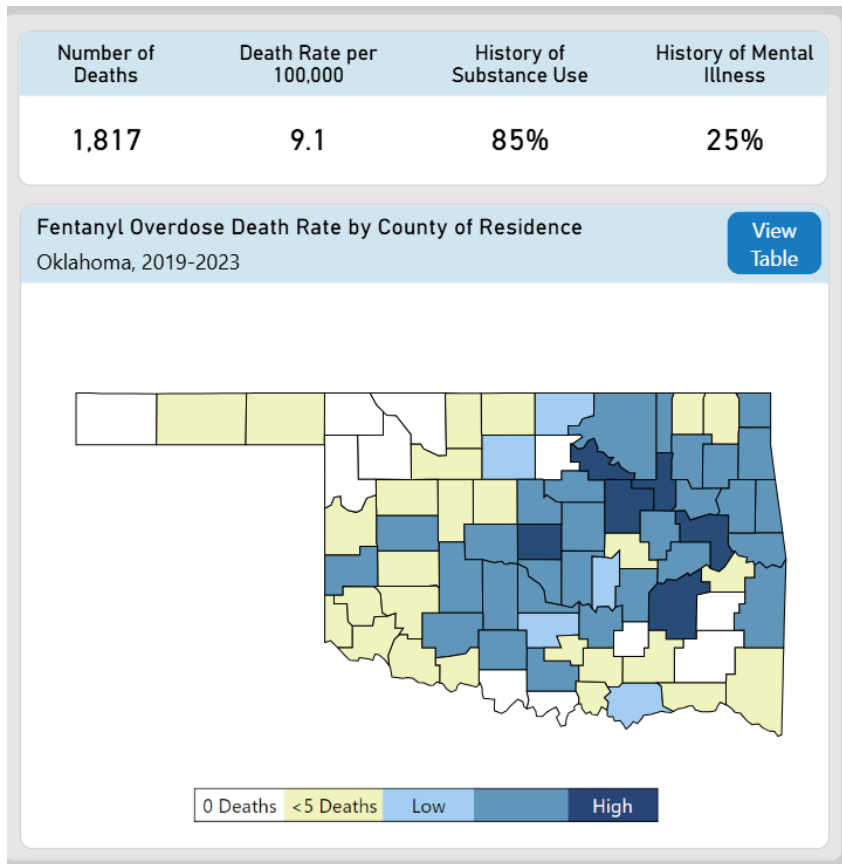 Number of Deaths
Death Rate per 100,000
History of Substance Use
History of Mental Illness
1,817
9.1
85%
25%
Fentanyl Overdose Death Rate by County of Residence
Oklahoma, 2019-2023
View Table
0 Deaths
<5 Deaths
Low
High